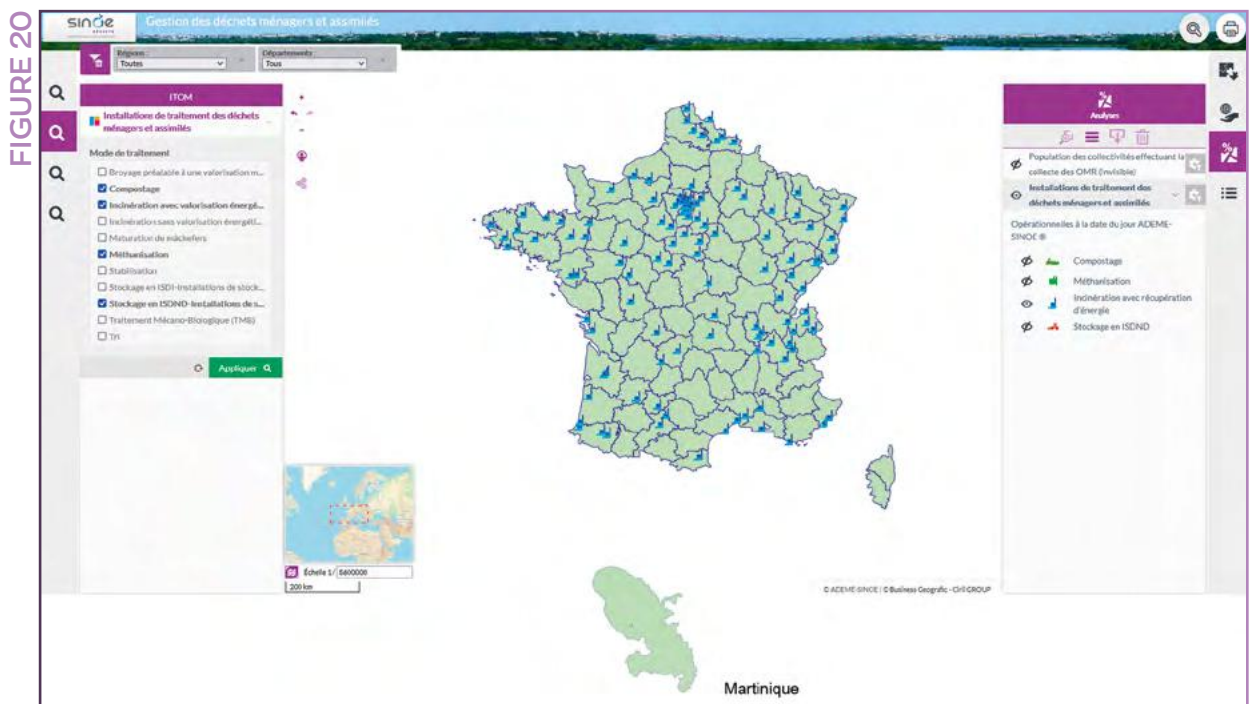 FIGURE 20
sinoe
Gestion des déchets ménagers et assimilés
Régions :
Toutes
Départements :
Tous
ITOM
Installations de traitement des déchets
ménagers et assimilés
Mode de traitement
Broyage préalable à une valorisation m...
Compostage
Incinération avec valorisation énergé...
Incinération sans valorisation énergéti...
Maturation de mâchefers
Méthanisation
Stabilisation
Stockage en ISDI-Installations de stock...
Stockage en ISDND-Installations de s...
Traitement Mécano-Biologique (TMB)
Tri
Appliquer
Échelle 1/ 6600000
200 km
Analyses
Population des collectivités effectuant la
collecte des OMR (Invisible)
Installations de traitement des
déchets ménagers et assimilés
Opérationnelles à la date du jour ADEME-
SINOE ®
Compostage
Méthanisation
Incinération avec récupération
d'énergie
Stockage en ISDND
© ADEME-SINOE | © Business Geografic - Ciril GROUP
Martinique